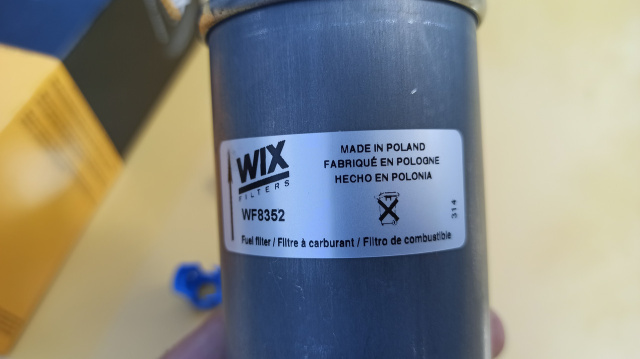 WIX
FILTERS
WF8352
MADE IN POLAND
FABRIQUÉ EN POLOGNE
HECHO EN POLONIA
314
Fuel filter / Filtre à carburant / Filtro de combustible